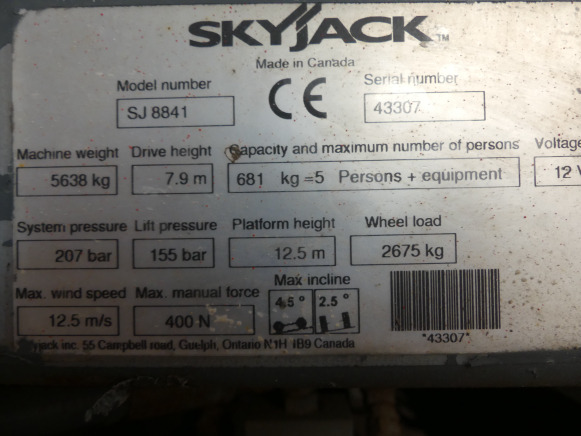 SKYJACK™
Made in Canada
Model number
SJ 8841
CE
Serial number
43307
Machine weight
5638 kg
Drive height
7.9 m
Capacity and maximum number of persons
681 kg =5 Persons + equipment
Voltage
12 V
System pressure
207 bar
Lift pressure
155 bar
Platform height
12.5 m
Wheel load
2675 kg
Max. wind speed
12.5 m/s
Max. manual force
400 N
Max incline
4.5 °
2.5 °
*43307*
inc. 55 Campbell road, Guelph, Ontario N1H 1B9 Canada